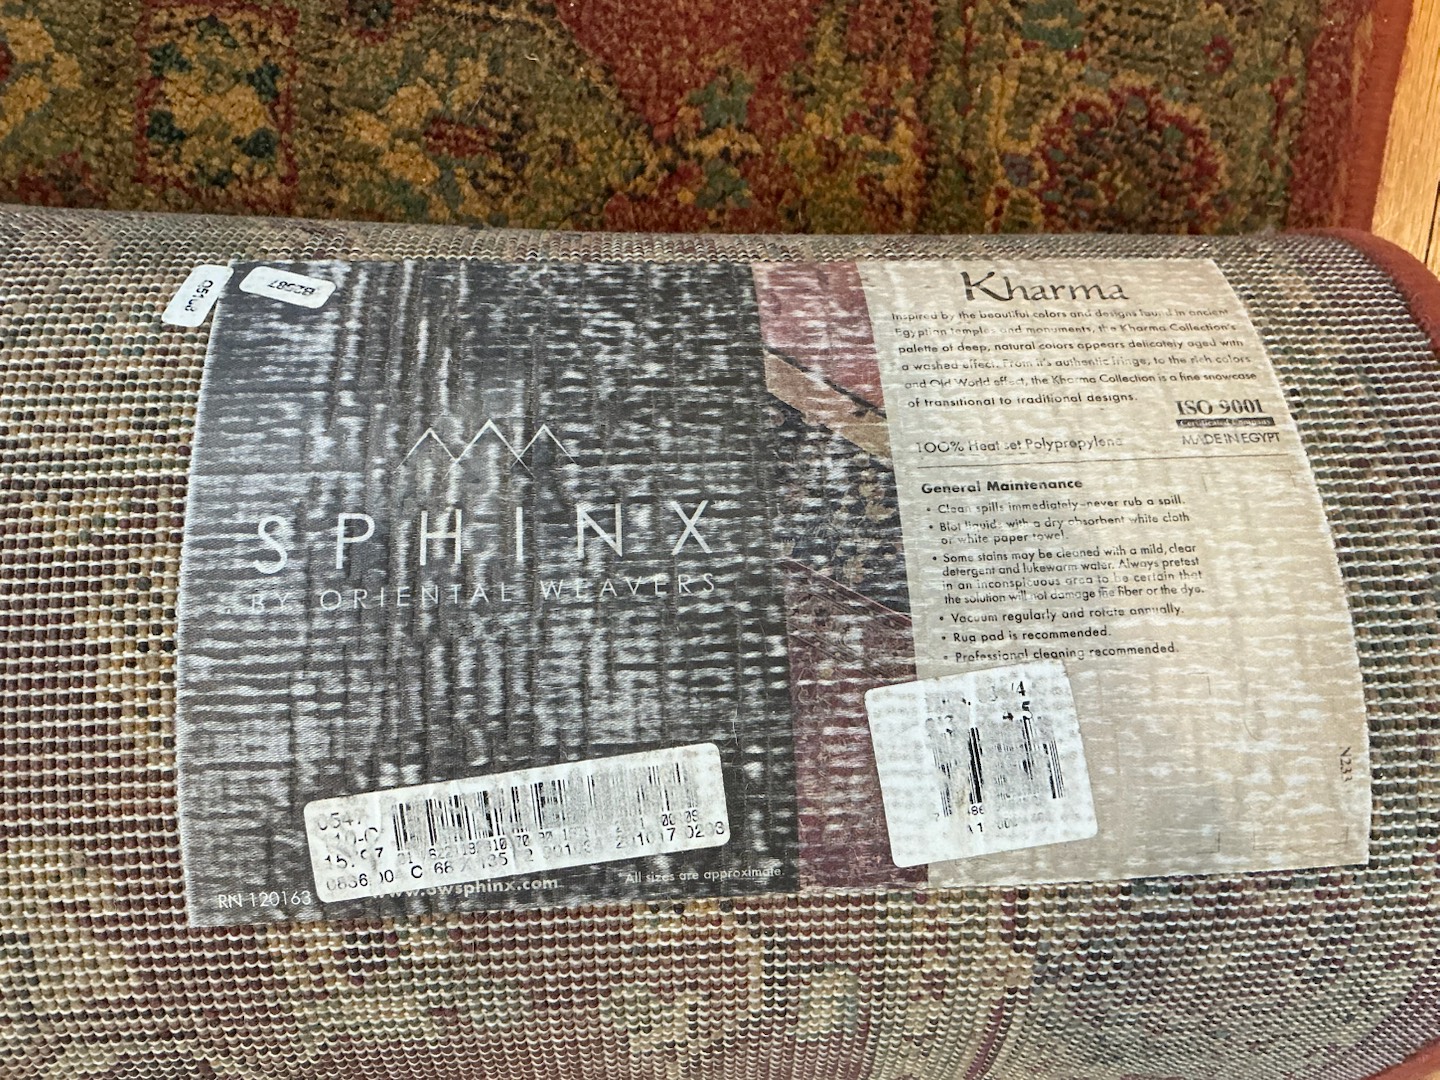 Kharma
Inspired by the beautiful colors and designs found in ancient
Egyptian temples and monuments, the Kharma Collection's
palette of deep, natural colors appears delicately aged with
a washed effect. From it's authentic fringe, to the rich colors
and Old World effect, the Kharma Collection is a fine showcase
of transitional to traditional designs.
ISO 9001
Certificated Company
MADE IN EGYPT
100% Heat set Polypropylene
General Maintenance
• Clean spills immediately-never rub a spill.
• Blot liquids with a dry absorbent white cloth
or white paper towel.
• Some stains may be cleaned with a mild, clear
detergent and lukewarm water. Always pretest
in an inconspicuous area to be certain that
the solution will not damage the fiber or the dye.
• Vacuum regularly and rotate annually.
• Rug pad is recommended.
• Professional cleaning recommended.
SPHINX
BY ORIENTAL WEAVERS
B2587
RN 120163
www.owsphinx.com
*All sizes are approximate.